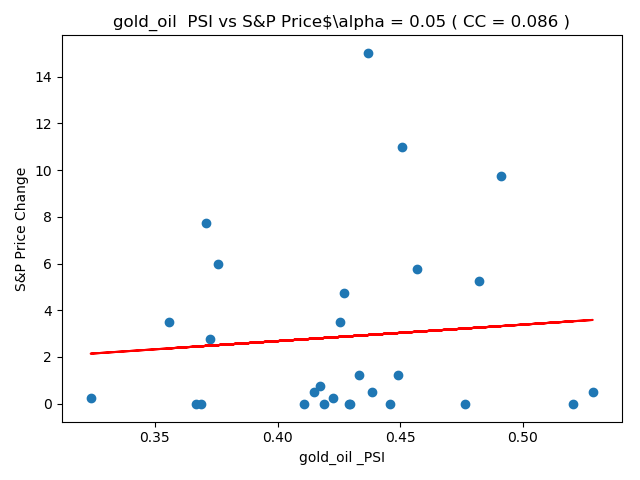 gold_oil  PSI vs S&P Price$\alpha = 0.05 ( CC = 0.086 )
14
12
10
8
6
4
2
0
S&P Price Change
0.35 0.40 0.45 0.50
gold_oil _PSI